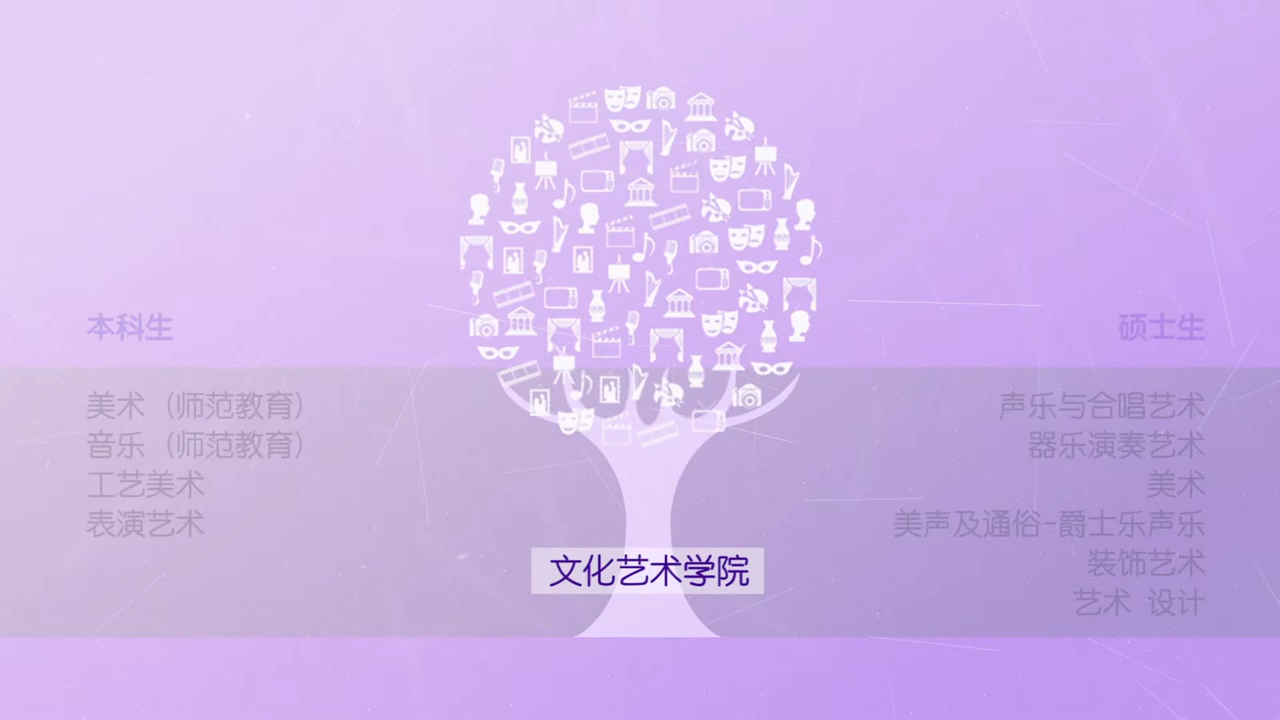 本科生
美术（师范教育）
音乐（师范教育）
工艺美术
表演艺术
硕士生
声乐与合唱艺术
器乐演奏艺术
美术
美声及通俗-爵士乐声乐
装饰艺术
艺术 设计
文化艺术学院